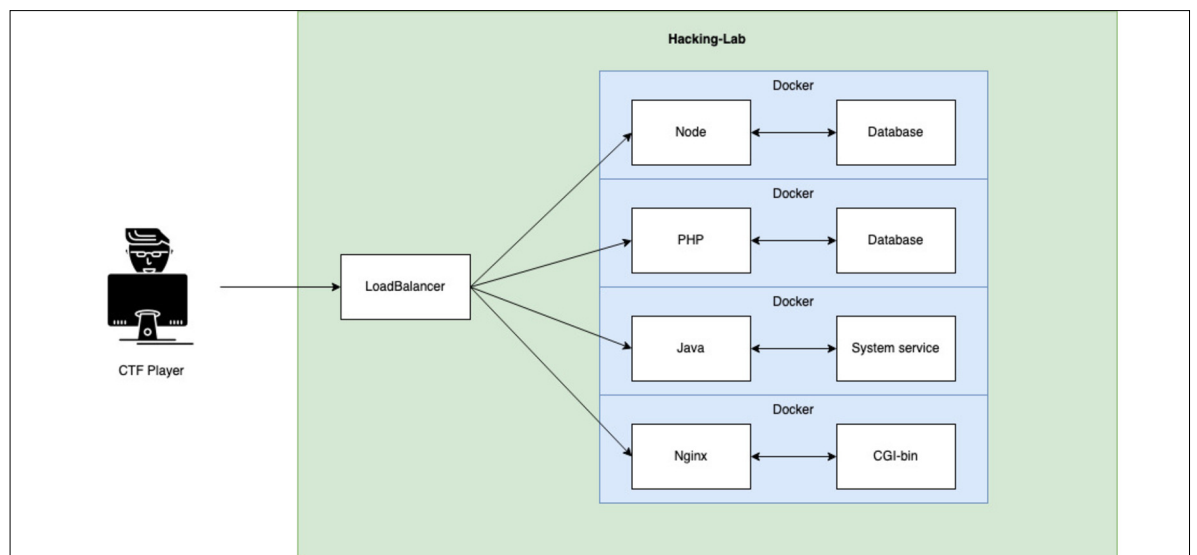 Hacking-Lab
Docker
Node
Database
Docker
PHP
Database
LoadBalancer
Docker
Java
System service
CTF Player
Docker
Nginx
CGI-bin